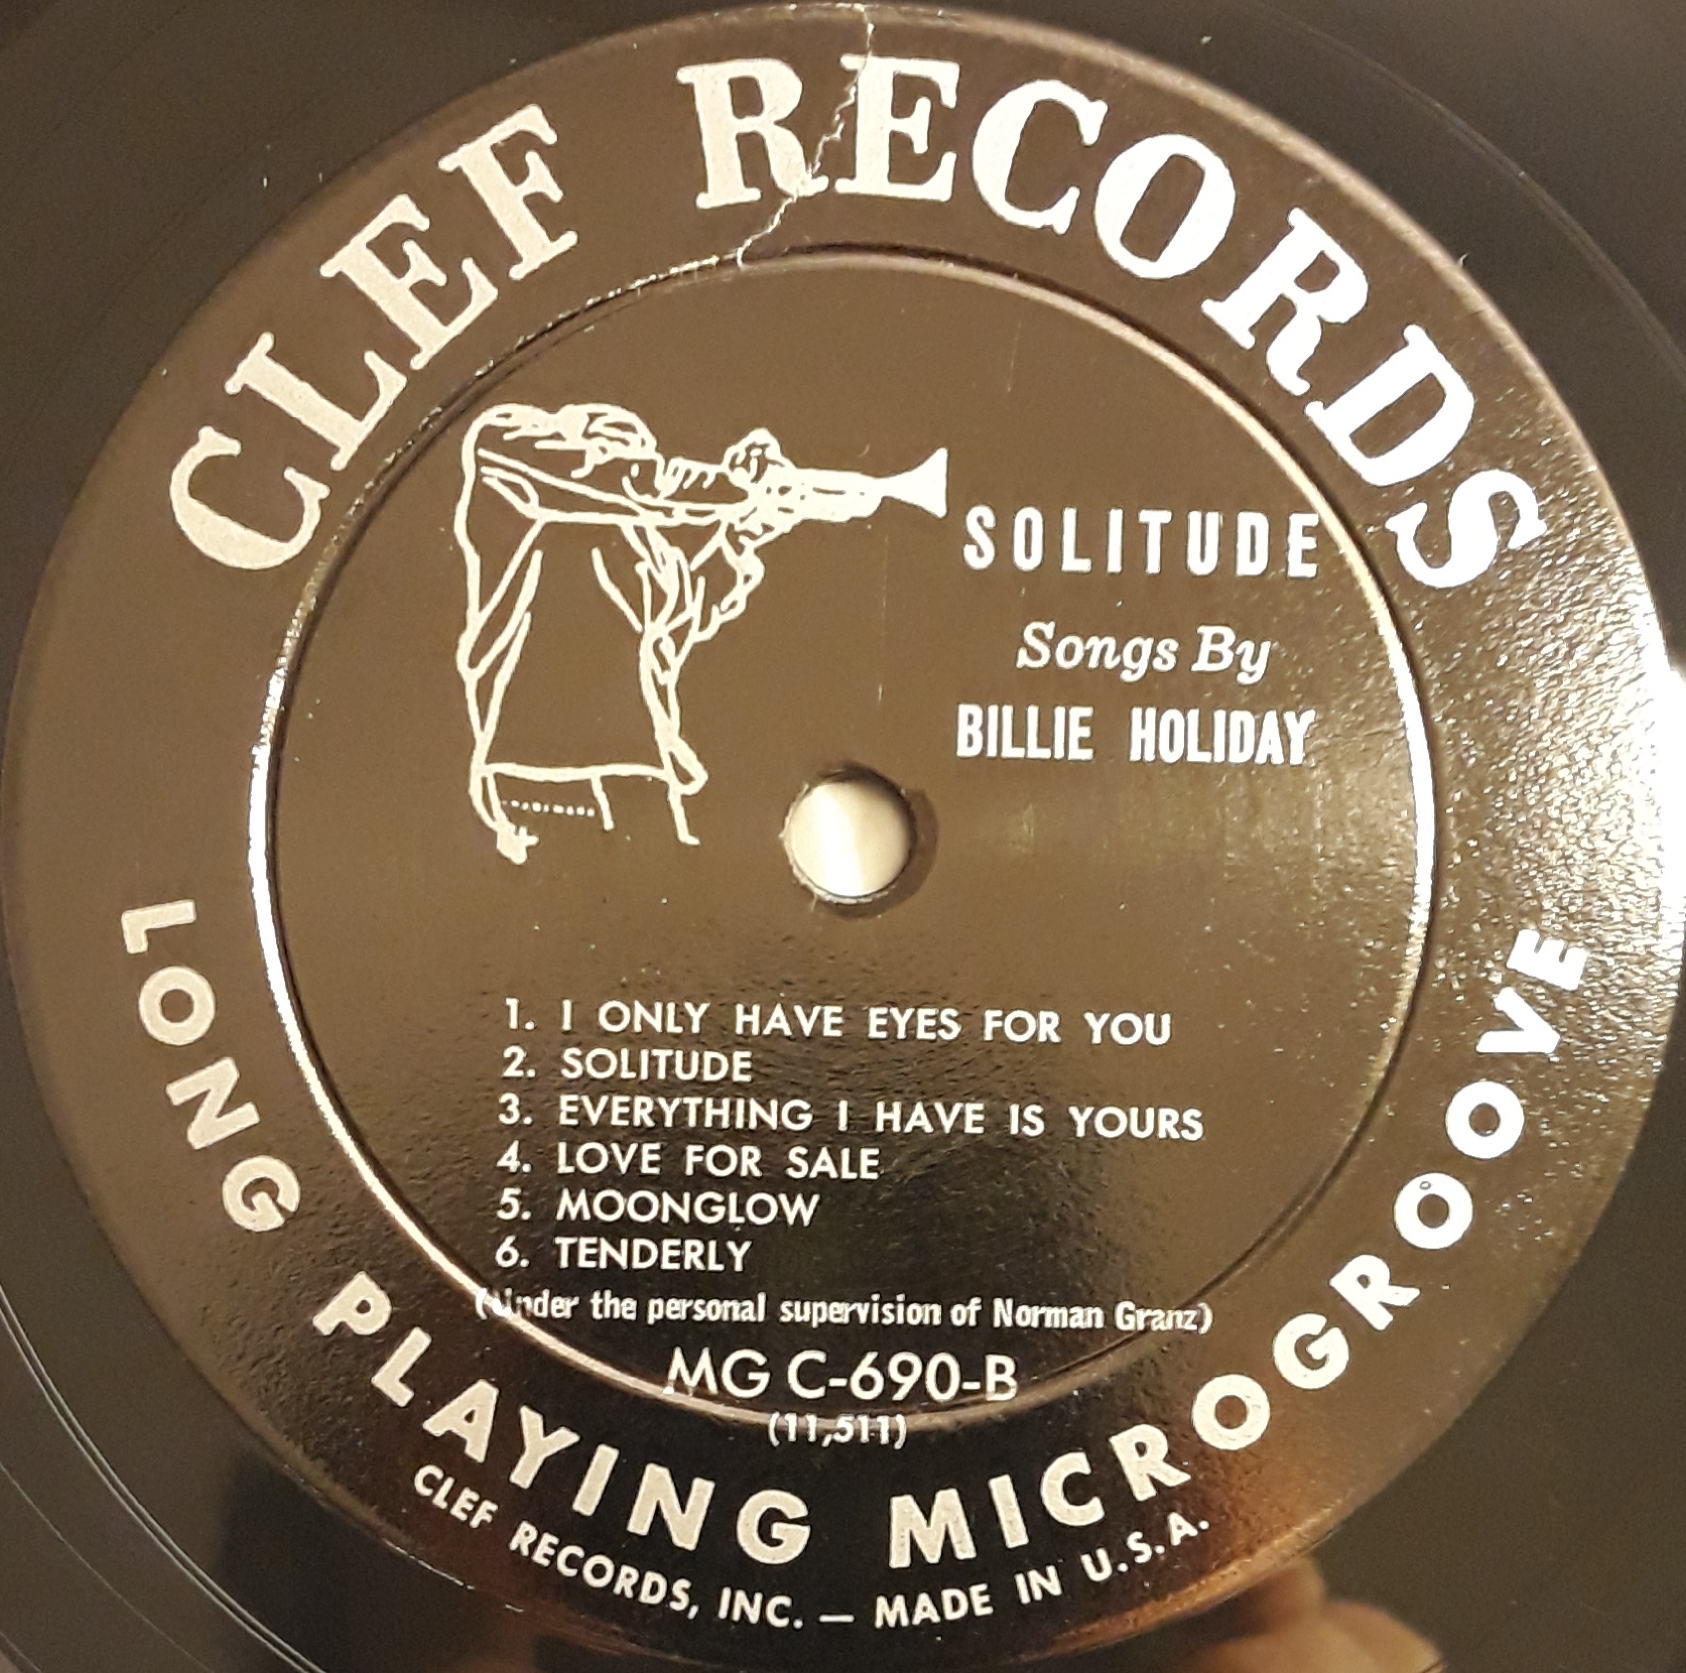 CLEF RECORDS
SOLITUDE
Songs By
BILLIE HOLIDAY
1. I ONLY HAVE EYES FOR YOU
2. SOLITUDE
3. EVERYTHING I HAVE IS YOURS
4. LOVE FOR SALE
5. MOONGLOW
6. TENDERLY
(Under the personal supervision of Norman Granz)
MG C-690-B
(11,511)
LONG PLAYING MICROGROOVE
CLEF RECORDS, INC. — MADE IN U.S.A.